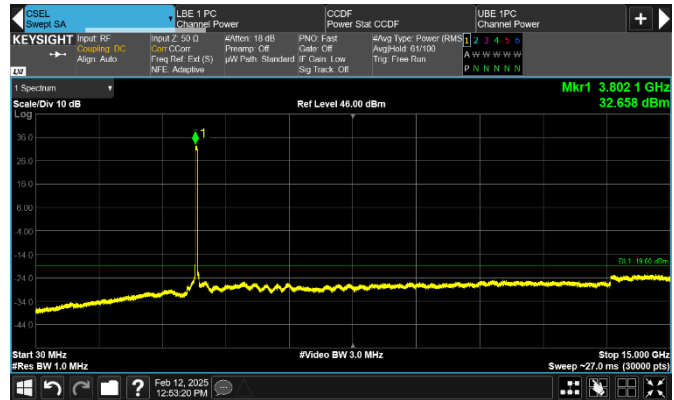 CSEL
Swept SA
LBE 1PC
Channel Power
CCDF
Power Stat CCDF
UBE 1PC
Channel Power
KEYSIGHT
Input: RF
Coupling: DC
Align: Auto
Input Z: 50 Ω
Corr CCorr
Freq Ref: Ext (S)
NFE: Adaptive
#Atten: 18 dB
Preamp: Off
µW Path: Standard
PNO: Fast
Gate: Off
IF Gain: Low
Sig Track: Off
#Avg Type: Power (RMS
Avg|Hold: 61/100
Trig: Free Run
1 2 3 4 5 6
A W W W W W
P N N N N N
LXI
1 Spectrum
Mkr1 3.802 1 GHz
Scale/Div 10 dB
Ref Level 46.00 dBm
32.658 dBm
Log
1
36.0
26.0
16.0
6.00
-4.00
-14.0
DL1 -19.00 dBm
-24.0
-34.0
-44.0
Start 30 MHz
#Video BW 3.0 MHz
Stop 15.000 GHz
#Res BW 1.0 MHz
Sweep ~27.0 ms (30000 pts)
?
Feb 12, 2025
12:53:20 PM